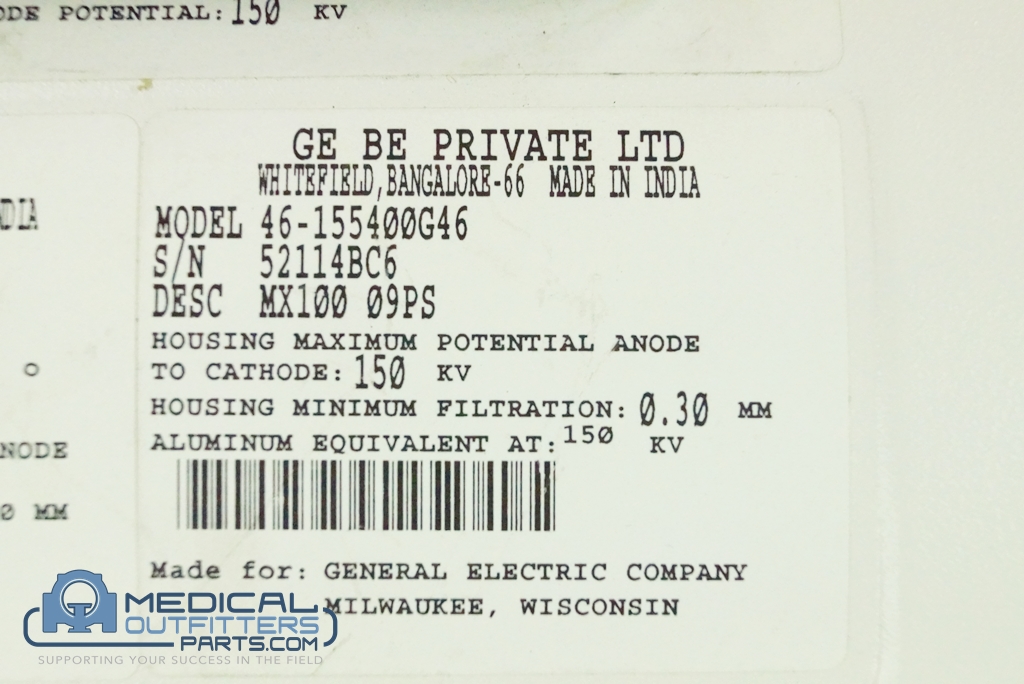 ODE POTENTIAL: 150 KV
GE BE PRIVATE LTD
WHITEFIELD, BANGALORE-66 MADE IN INDIA
MODEL 46-155400G46
S/N 52114BC6
DESC MX100 09PS
HOUSING MAXIMUM POTENTIAL ANODE
TO CATHODE: 150 KV
HOUSING MINIMUM FILTRATION: 0.30 MM
ALUMINUM EQUIVALENT AT: 150 KV
Made for: GENERAL ELECTRIC COMPANY
MILWAUKEE, WISCONSIN
DIA
O
NODE
0 MM
MEDICAL
OUTFITTERS
PARTS.COM
SUPPORTING YOUR SUCCESS IN THE FIELD